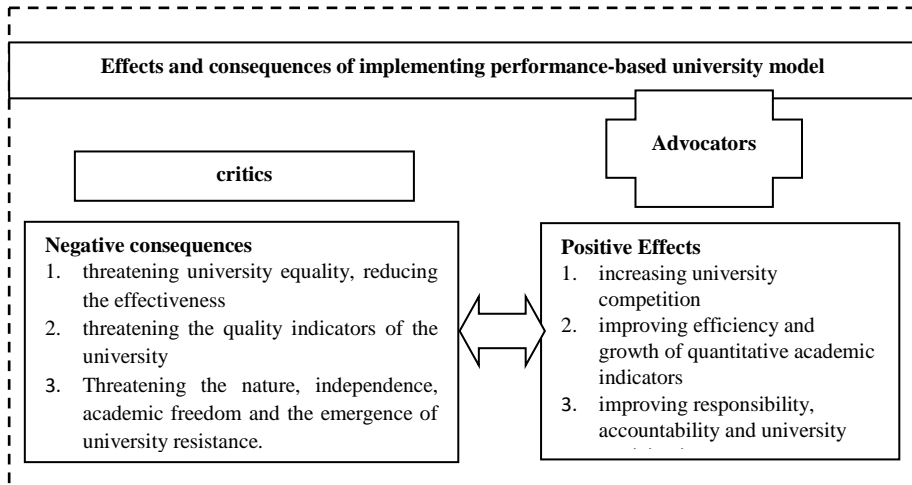 Effects and consequences of implementing performance-based university model
Advocators
critics
Negative consequences
1. threatening university equality, reducing
the effectiveness
2. threatening the quality indicators of the
university
3. Threatening the nature, independence,
academic freedom and the emergence of
university resistance.
Positive Effects
1. increasing university
competition
2. improving efficiency and
growth of quantitative academic
indicators
3. improving responsibility,
accountability and university